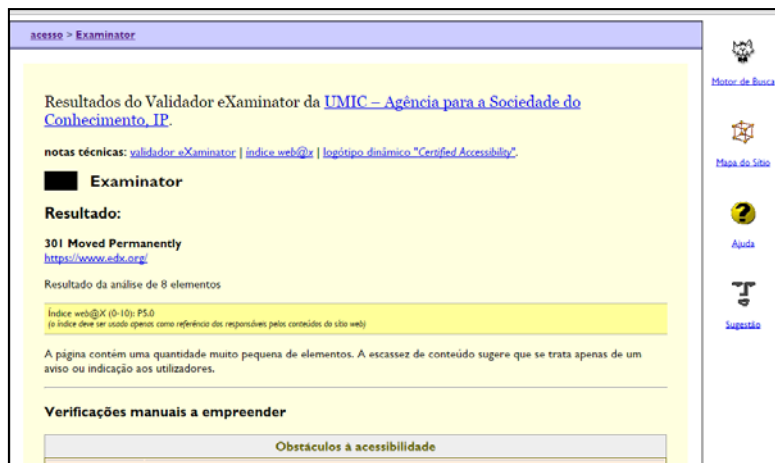 acesso > Examinator
Resultados do Validador eXaminator da UMIC – Agência para a Sociedade do
Conhecimento, IP.
notas técnicas: validador eXaminator | índice web@x | logótipo dinâmico "Certified Accessibility".
Examinator
Resultado:
301 Moved Permanently
https://www.edx.org/
Resultado da análise de 8 elementos
Índice web@X (0-10): P5.0
(o índice deve ser usado apenas como referência dos responsáveis pelos conteúdos do sítio web)
A página contém uma quantidade muito pequena de elementos. A escassez de conteúdo sugere que se trata apenas de um
aviso ou indicação aos utilizadores.
Verificações manuais a empreender
Obstáculos à acessibilidade
Motor de Busca
Mapa do Sítio
Ajuda
Sugestão